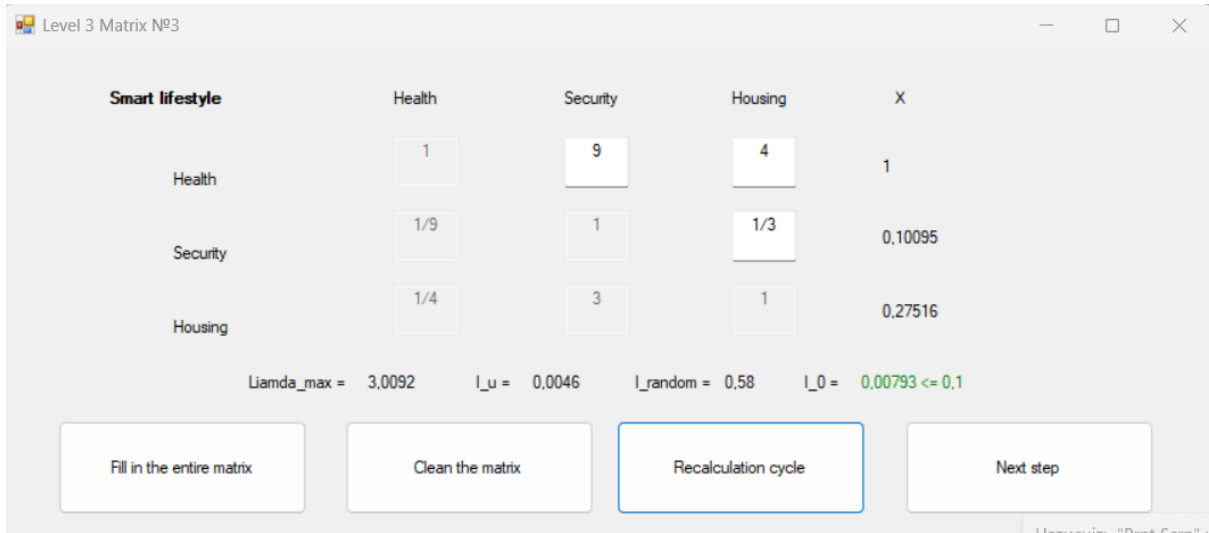 Level 3 Matrix №3
Smart lifestyle Health Security Housing X
Health 1 9 4 1
Security 1/9 1 1/3 0,10095
Housing 1/4 3 1 0,27516
Liamda_max = 3,0092 I_u = 0,0046 I_random = 0,58 I_0 = 0,00793 <= 0,1
Fill in the entire matrix Clean the matrix Recalculation cycle Next step